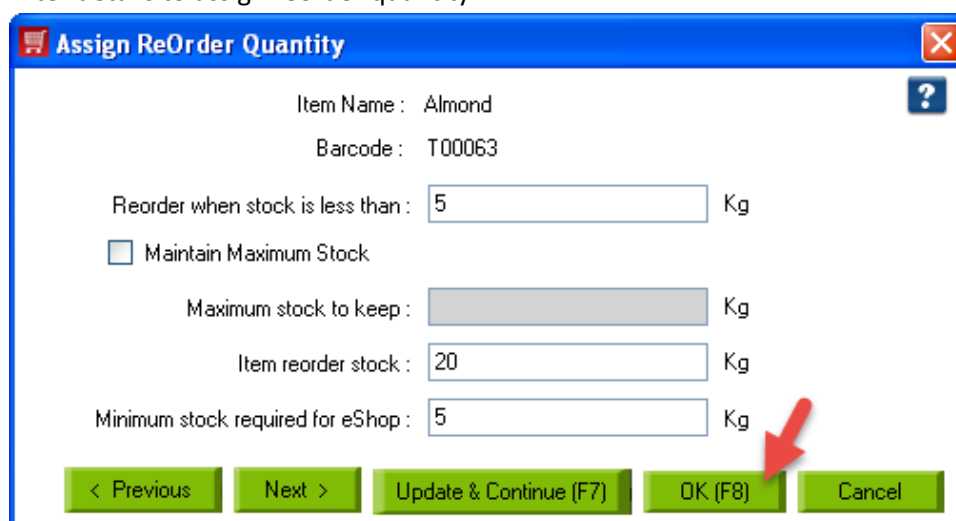 Assign ReOrder Quantity
?
Item Name : Almond
Barcode : T00063
Reorder when stock is less than : 5 Kg
Maintain Maximum Stock
Maximum stock to keep : Kg
Item reorder stock : 20 Kg
Minimum stock required for eShop : 5 Kg
< Previous Next > Update & Continue (F7) OK (F8) Cancel